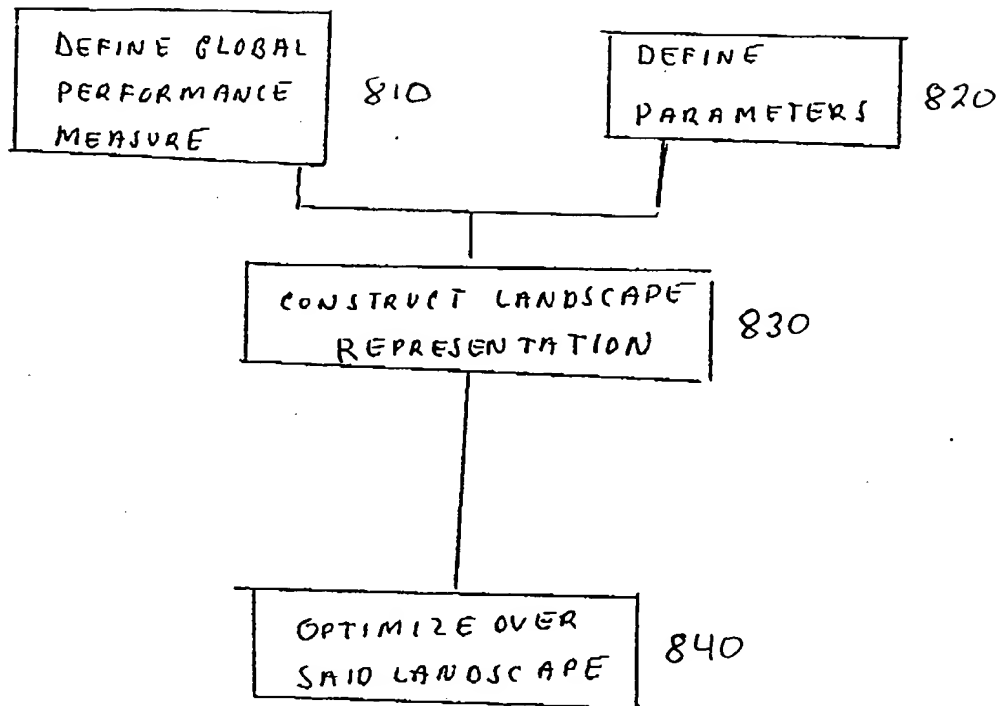 DEFINE GLOBAL
PERFORMANCE
MEASURE
810
DEFINE
PARAMETERS
820
CONSTRUCT LANDSCAPE
REPRESENTATION
830
OPTIMIZE OVER
SAID LANDSCAPE
840